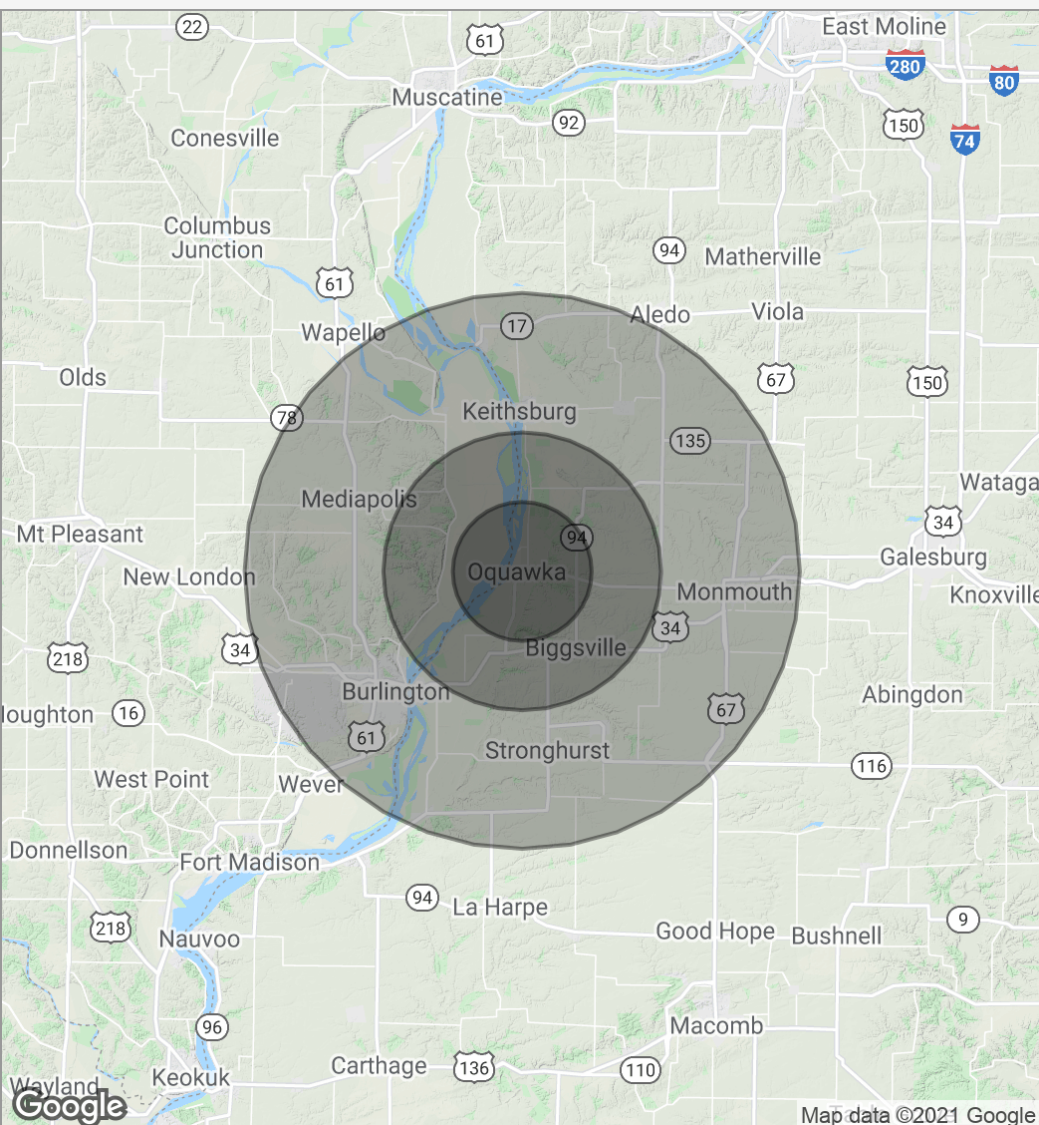 22
61
East Moline
280
80
Muscatine
92
150
74
Conesville
Columbus
Junction
94
Matherville
61
Wapello
17
Aledo
Viola
Olds
67
150
78
Keithsburg
135
Mediapolis
Wataga
34
Mt Pleasant
94
Galesburg
New London
Oquawka
Monmouth
Knoxville
34
34
218
Biggsville
Burlington
Abingdon
loughton
16
67
61
Stronghurst
116
West Point
Wever
Donnellson
Fort Madison
94
La Harpe
9
218
Nauvoo
Good Hope
Bushnell
96
Macomb
Carthage
136
110
Keokuk
Wayland
Google
Map data ©2021 Google